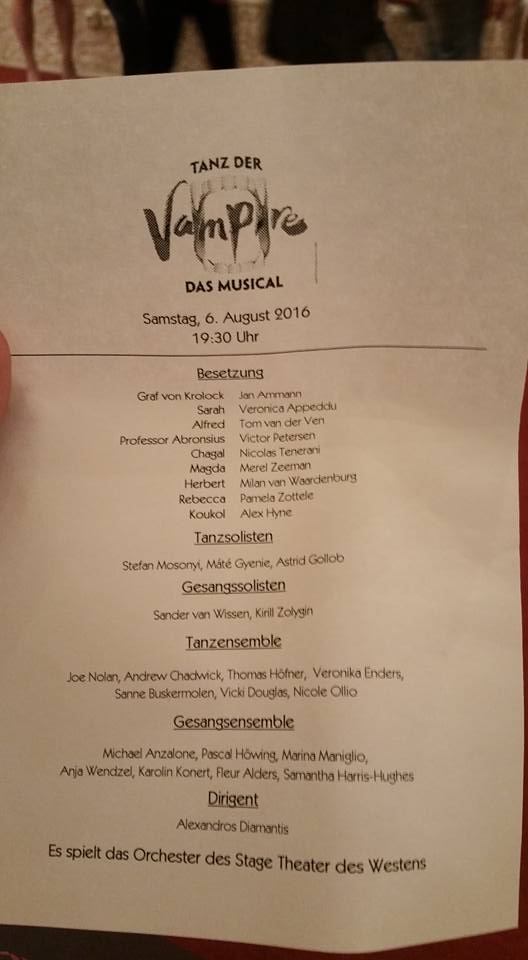 TANZ DER
Vampire
DAS MUSICAL
Samstag, 6. August 2016
19:30 Uhr
Besetzung
Graf von Krolock Jan Ammann
Sarah Veronica Appeddu
Alfred Tom van der Ven
Professor Abronsius Victor Petersen
Chagal Nicolas Tenerani
Magda Merel Zeeman
Herbert Milan van Waardenburg
Rebecca Pamela Zottele
Koukol Alex Hyne
Tanzsolisten
Stefan Mosonyi, Máté Gyenie, Astrid Gollob
Gesangssolisten
Sander van Wissen, Kirill Zolygin
Tanzensemble
Joe Nolan, Andrew Chadwick, Thomas Höfner, Veronika Enders,
Sanne Buskermolen, Vicki Douglas, Nicole Ollio
Gesangsensemble
Michael Anzalone, Pascal Höwing, Marina Maniglio,
Anja Wendzel, Karolin Konert, Fleur Alders, Samantha Harris-Hughes
Dirigent
Alexandros Diamantis
Es spielt das Orchester des Stage Theater des Westens